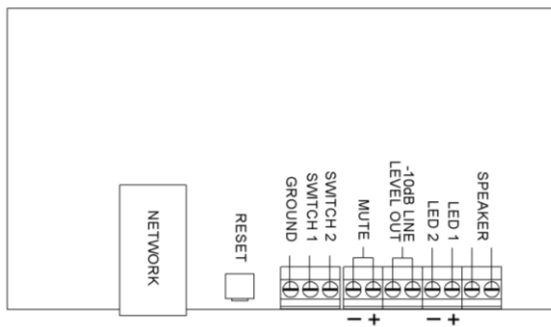 NETWORK
RESET
GROUND
SWITCH 1
SWITCH 2
MUTE
-10dB LINE
LEVEL OUT
LED 2
LED 1
SPEAKER
− +
− +